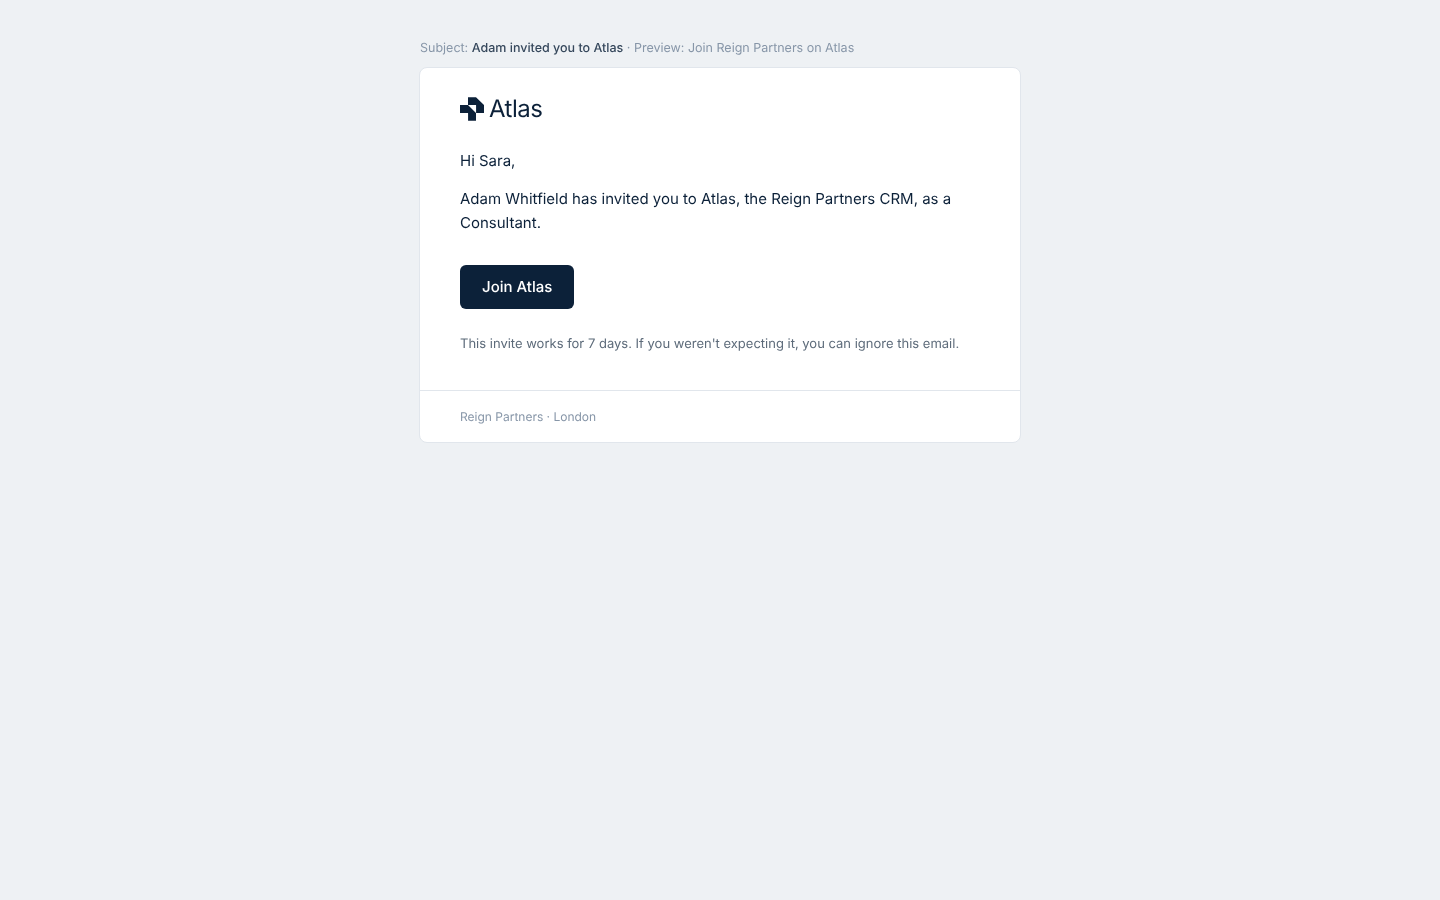 Subject: Adam invited you to Atlas · Preview: Join Reign Partners on Atlas
Atlas
Hi Sara,
Adam Whitfield has invited you to Atlas, the Reign Partners CRM, as a
Consultant.
Join Atlas
This invite works for 7 days. If you weren't expecting it, you can ignore this email.
Reign Partners · London